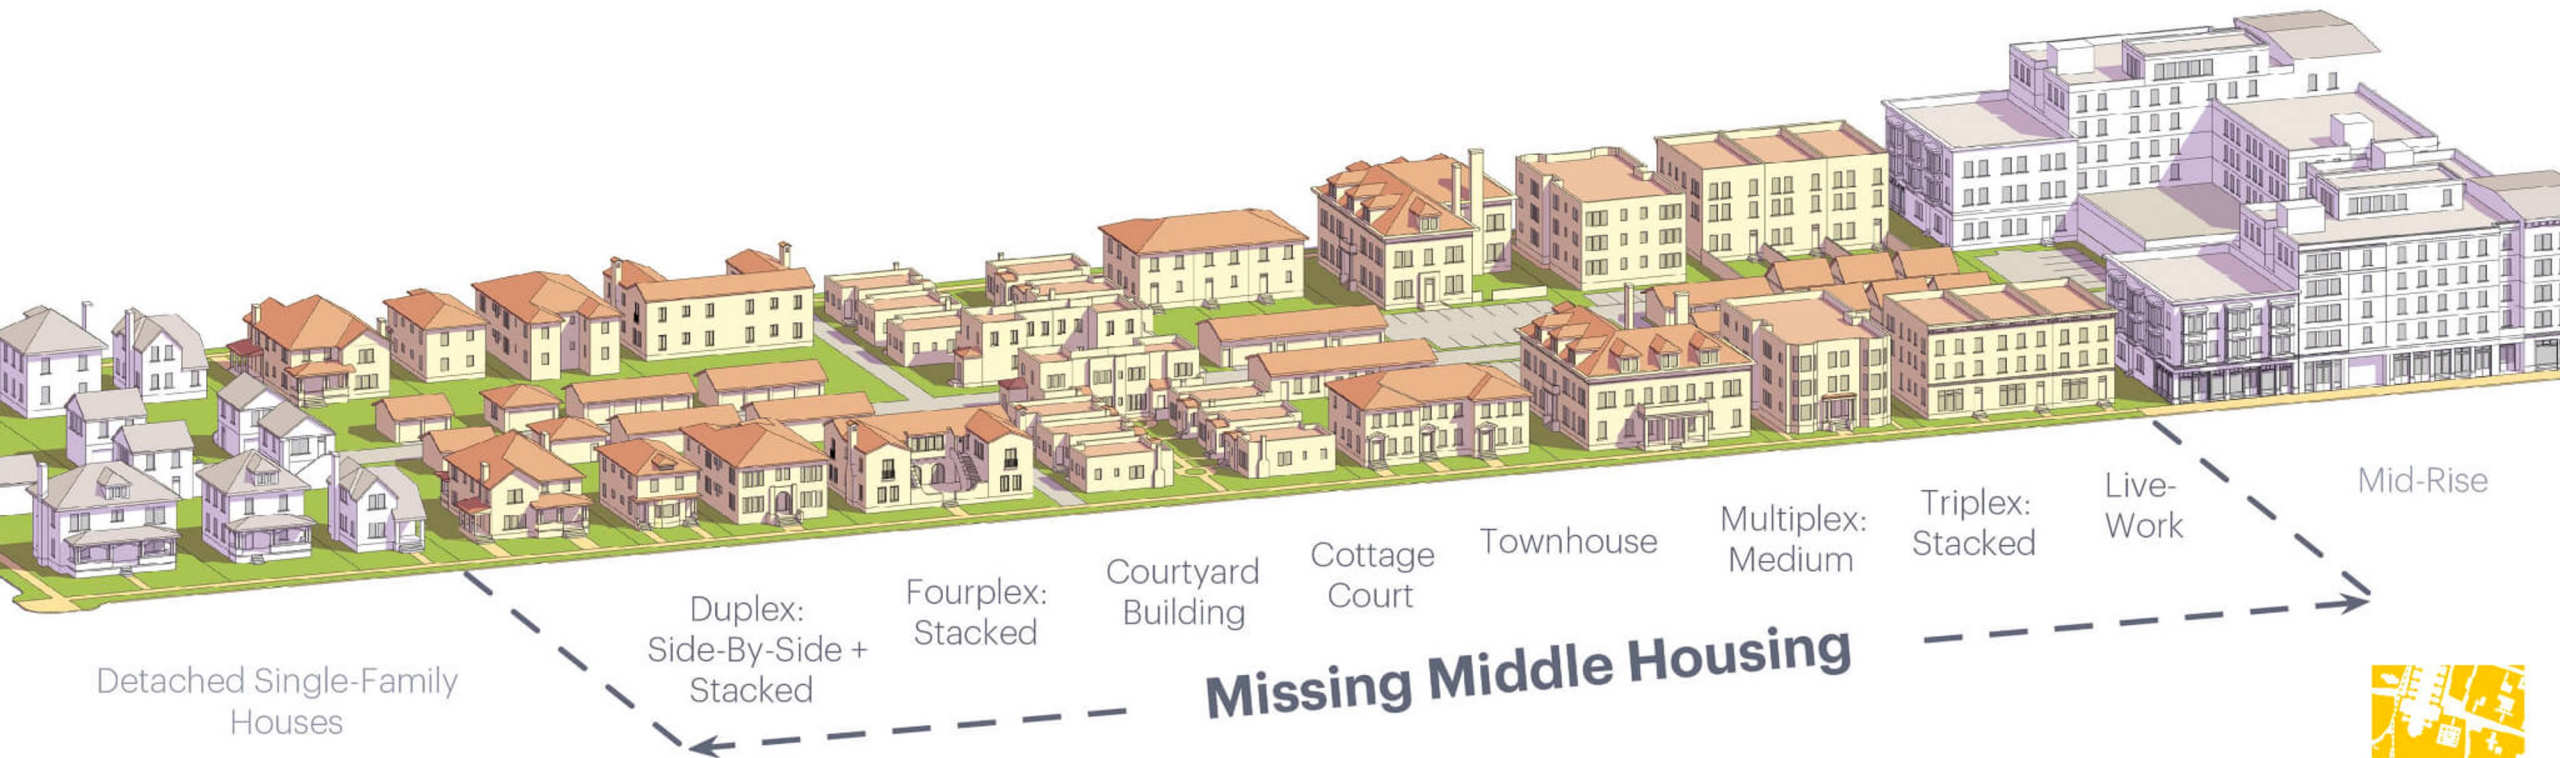 Detached Single-Family
Houses
Duplex:
Side-By-Side +
Stacked
Fourplex:
Stacked
Courtyard
Building
Cottage
Court
Townhouse
Multiplex:
Medium
Triplex:
Stacked
Live-
Work
Mid-Rise
Missing Middle Housing